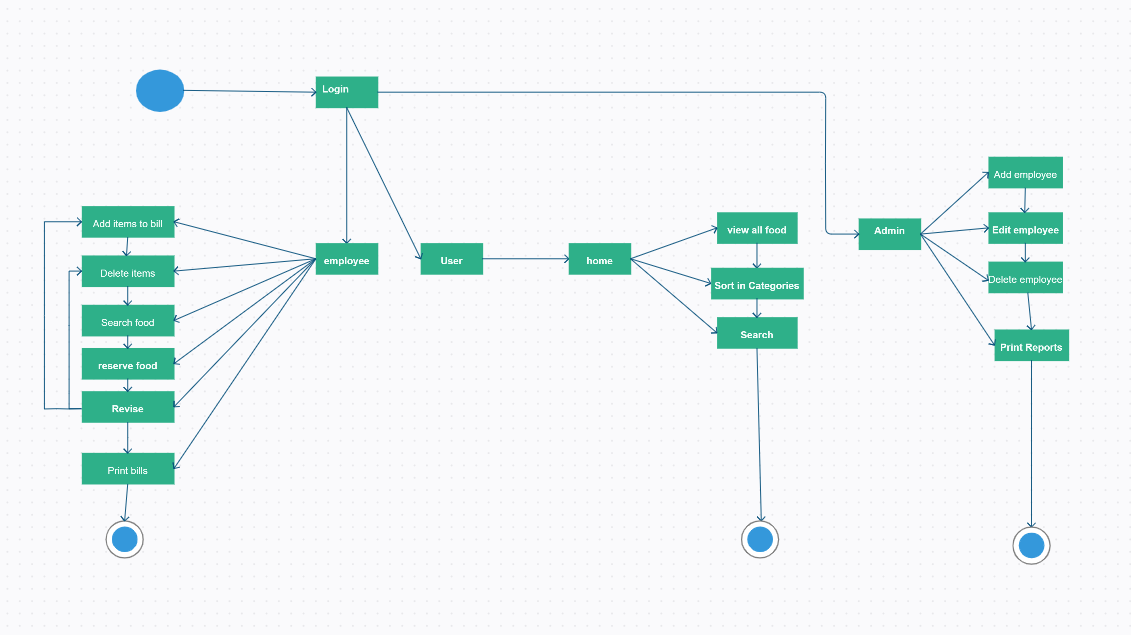 Login
Add items to bill
Delete items
Search food
reserve food
Revise
Print bills
employee
User
home
view all food
Sort in Categories
Search
Admin
Add employee
Edit employee
Delete employee
Print Reports